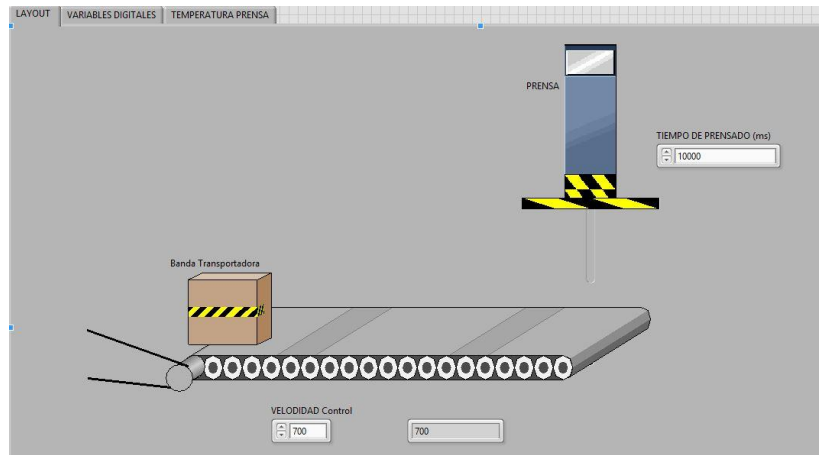 LAYOUT
VARIABLES DIGITALES
TEMPERATURA PRENSA
PRENSA
TIEMPO DE PRENSADO (ms)
10000
Banda Transportadora
VELODIDAD Control
700
700